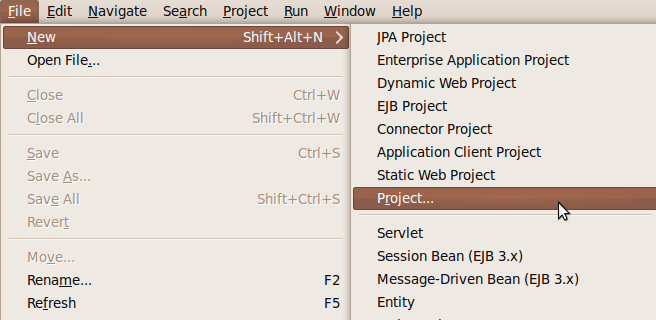 File Edit Navigate Search Project Run Window Help
New Shift+Alt+N
Open File...
Close Ctrl+W
Close All Shift+Ctrl+W
Save Ctrl+S
Save As...
Save All Shift+Ctrl+S
Revert
Move...
Rename... F2
Refresh F5
JPA Project
Enterprise Application Project
Dynamic Web Project
EJB Project
Connector Project
Application Client Project
Static Web Project
Project...
Servlet
Session Bean (EJB 3.x)
Message-Driven Bean (EJB 3.x)
Entity